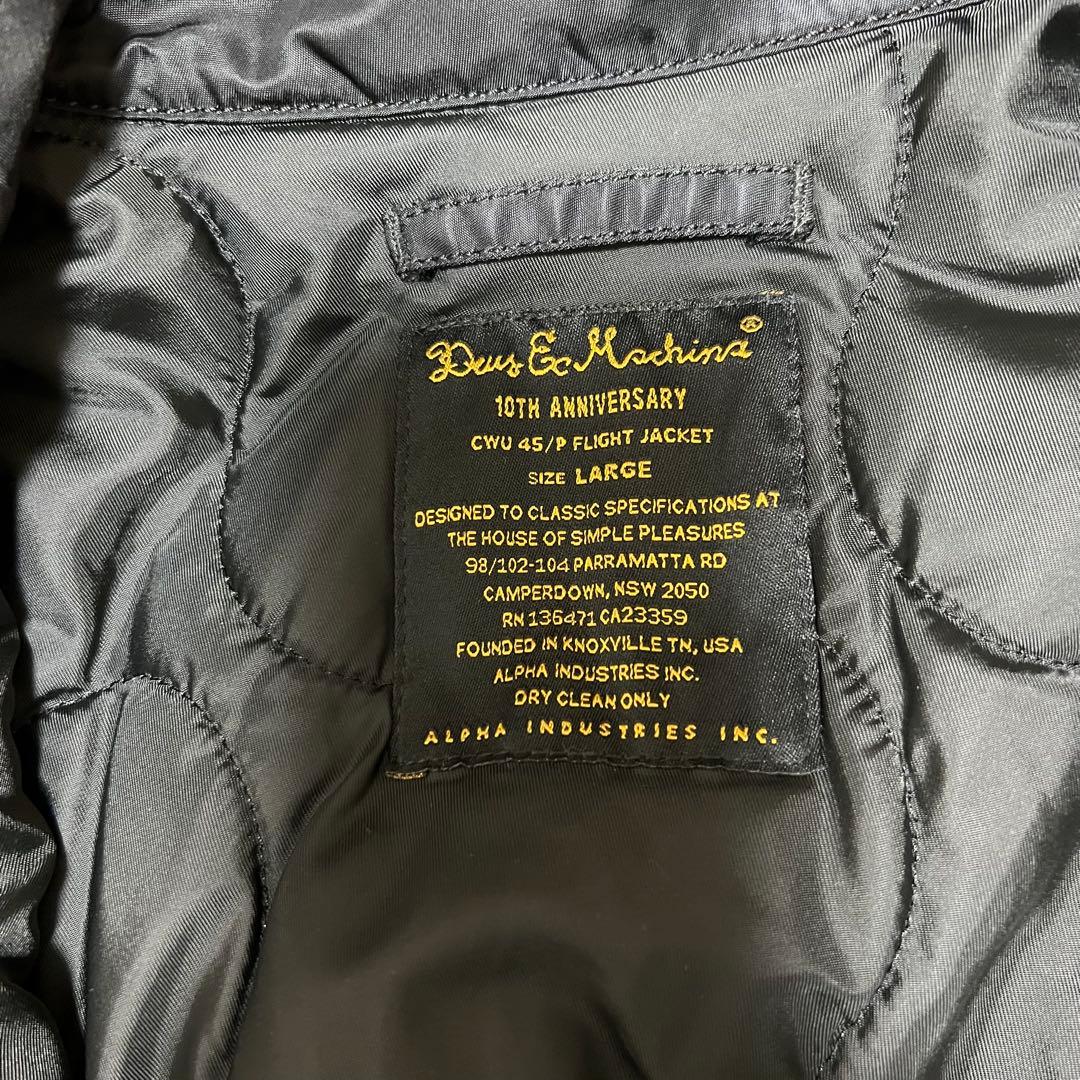 Deus Ex Machina®
10TH ANNIVERSARY
CWU 45/P FLIGHT JACKET
SIZE LARGE
DESIGNED TO CLASSIC SPECIFICATIONS AT
THE HOUSE OF SIMPLE PLEASURES
98/102-104 PARRAMATTA RD
CAMPERDOWN, NSW 2050
RN 136471 CA23359
FOUNDED IN KNOXVILLE TN, USA
ALPHA INDUSTRIES INC.
DRY CLEAN ONLY
ALPHA INDUSTRIES INC.